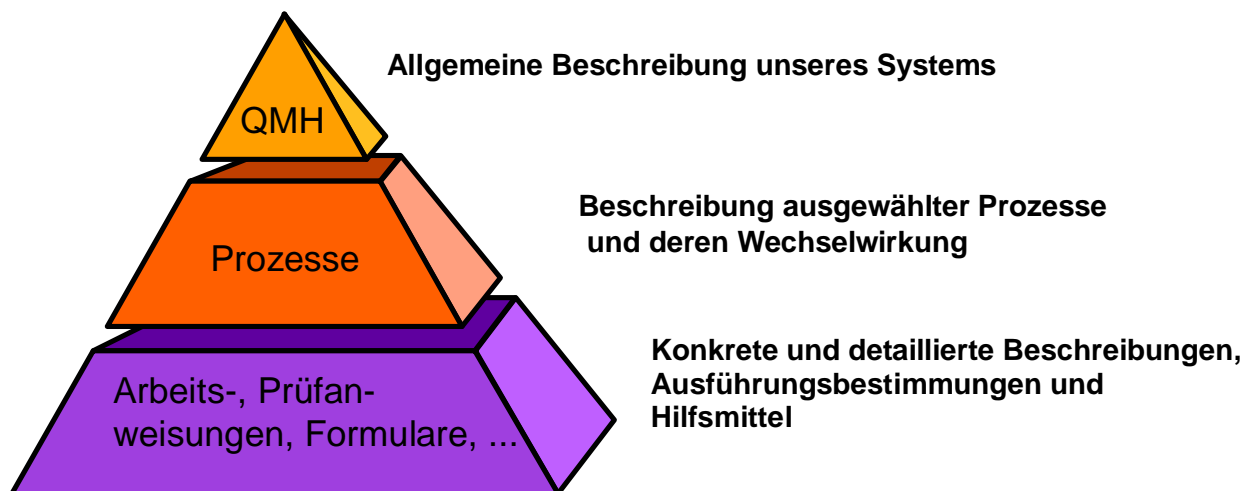 Allgemeine Beschreibung unseres Systems
QMH
Beschreibung ausgewählter Prozesse
und deren Wechselwirkung
Prozesse
Konkrete und detaillierte Beschreibungen,
Ausführungsbestimmungen und
Hilfsmittel
Arbeits-, Prüfan-
weisungen, Formulare, ...